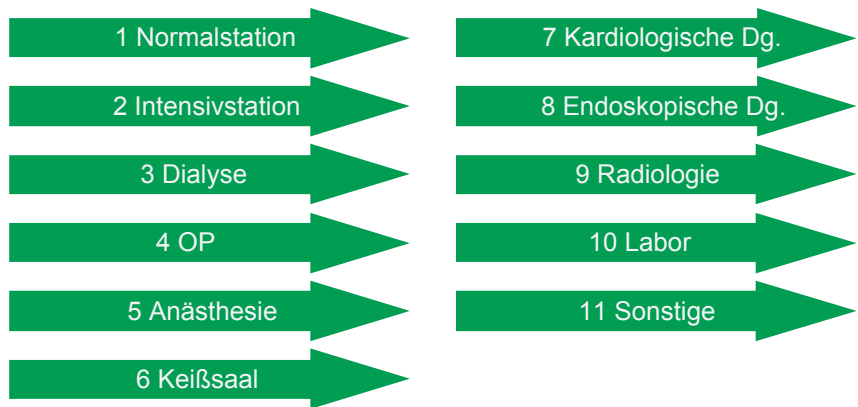 1 Normalstation
2 Intensivstation
3 Dialyse
4 OP
5 Anästhesie
6 Keißsaal
7 Kardiologische Dg.
8 Endoskopische Dg.
9 Radiologie
10 Labor
11 Sonstige